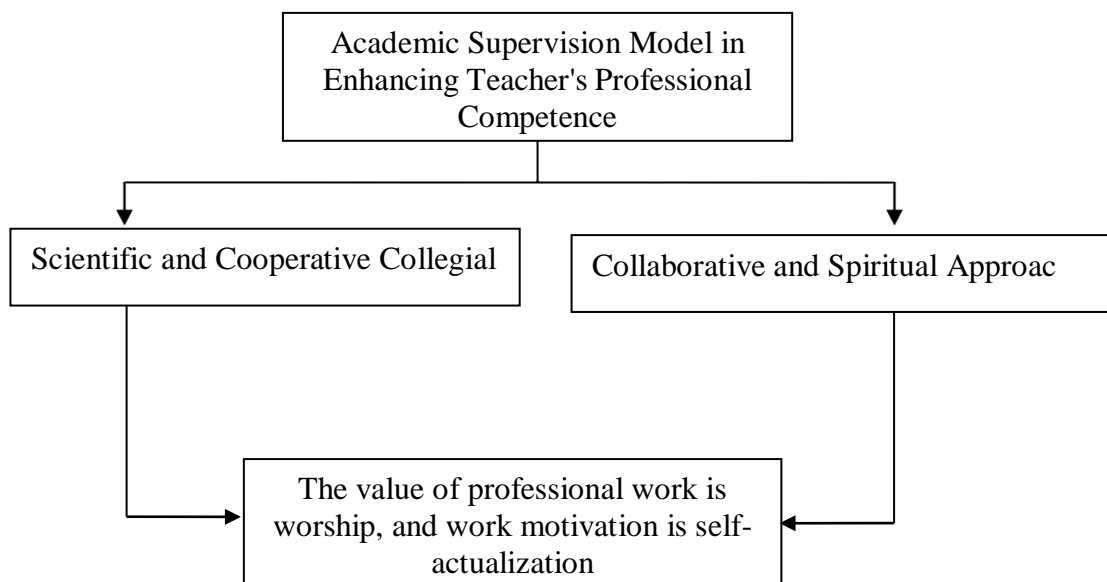 Academic Supervision Model in
Enhancing Teacher's Professional
Competence
Scientific and Cooperative Collegial
Collaborative and Spiritual Approac
The value of professional work is
worship, and work motivation is self-
actualization